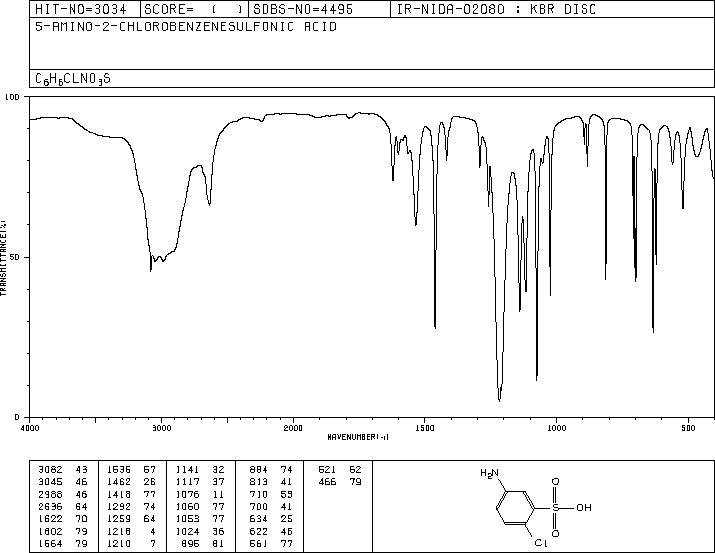 HIT-NO=3034 SCORE= ( ) SDBS-NO=4495 IR-NIDA-02080 : KBR DISC
5-AMINO-2-CHLOROBENZENESULFONIC ACID
C6H6CLNO3S
100
TRANSMITTANCE(%)
50
0
4000 3000 2000 1500 1000 500
WAVENUMBER(-1)
3082 43 1536 57 1141 32 884 74 521 62
3045 46 1462 26 1117 37 813 41 466 79
2988 46 1418 77 1076 11 710 59
2636 64 1292 74 1060 77 700 41
1622 70 1259 64 1053 77 634 25
1602 79 1218 4 1024 36 622 46
1564 79 1210 7 895 81 561 77
H2N
O
S OH
O
Cl